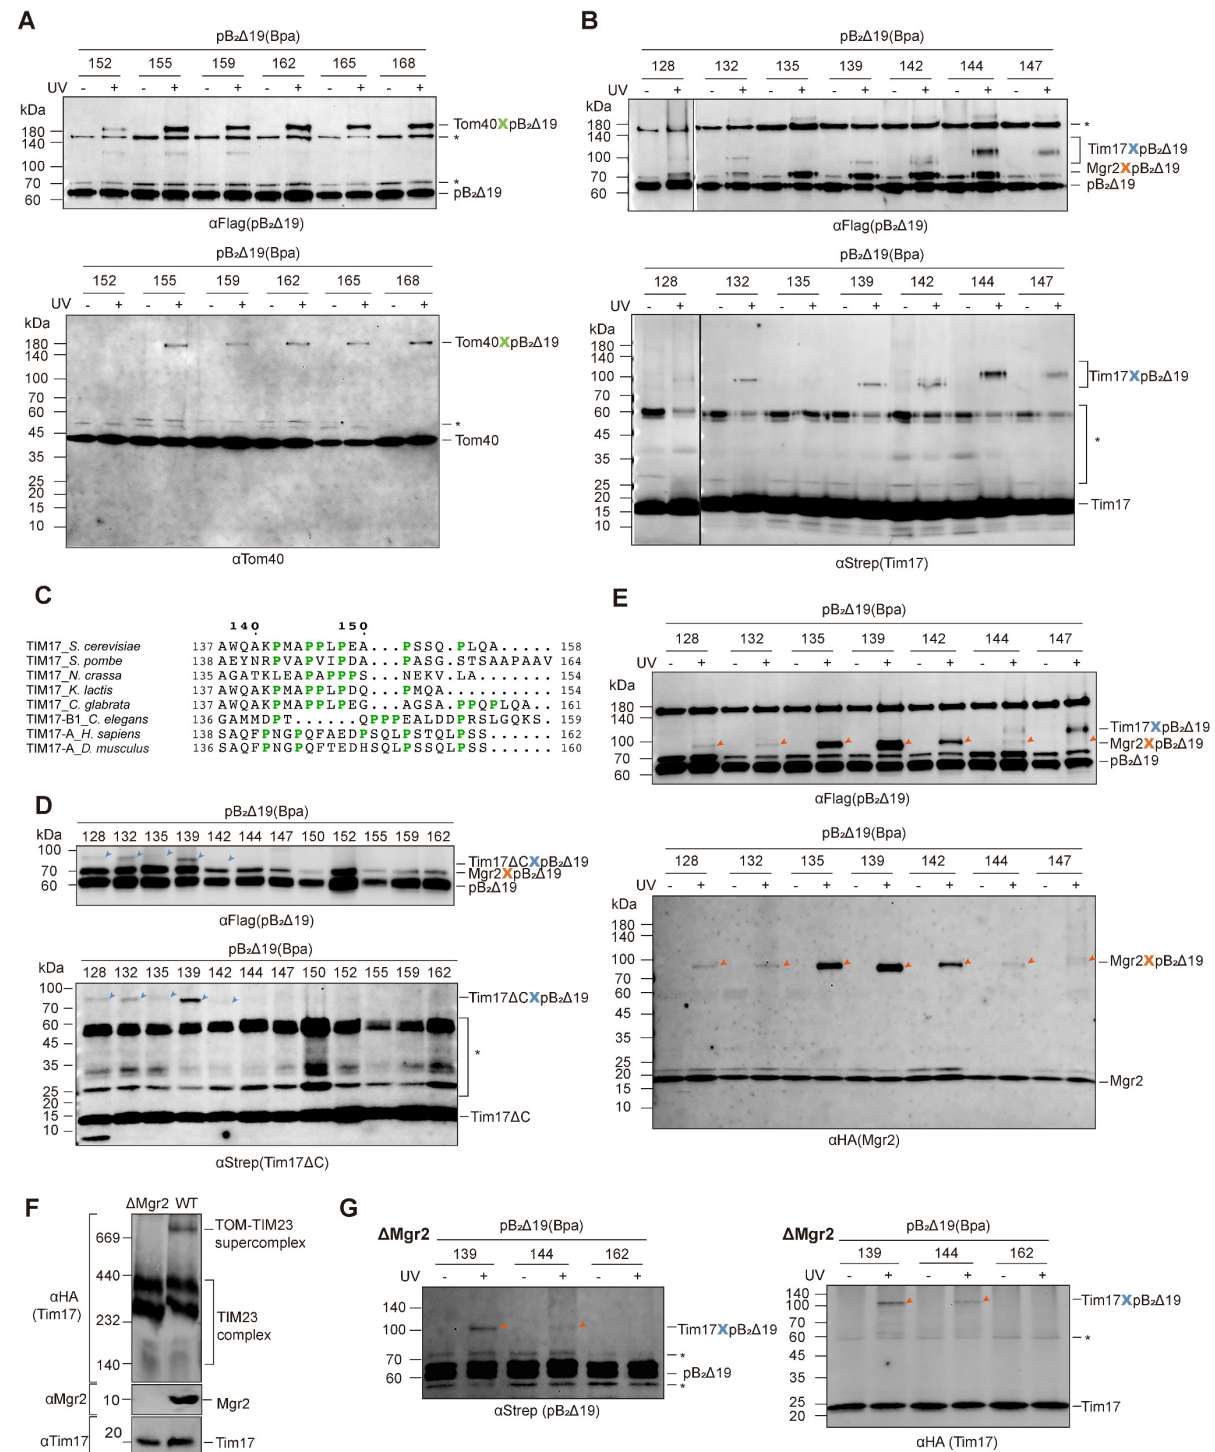 A
pB₂Δ19(Bpa)
152 155 159 162 165 168
UV - + - + - + - + - + - +
kDa
180
140
100
70
60
Tom40XpB₂Δ19
*
*
pB₂Δ19
αFlag(pB₂Δ19)
pB₂Δ19(Bpa)
152 155 159 162 165 168
UV - + - + - + - + - + - +
kDa
180
140
100
70
60
45
35
25
20
15
10
Tom40XpB₂Δ19
*
Tom40
αTom40
B
pB₂Δ19(Bpa)
128 132 135 139 142 144 147
UV - + - + - + - + - + - + - +
kDa
180
140
100
70
60
*
Tim17XpB₂Δ19
Mgr2XpB₂Δ19
pB₂Δ19
αFlag(pB₂Δ19)
pB₂Δ19(Bpa)
128 132 135 139 142 144 147
UV - + - + - + - + - + - + - +
kDa
180
140
100
70
60
45
35
25
20
15
10
Tim17XpB₂Δ19
*
Tim17
αStrep(Tim17)
C
140 150
TIM17_S. cerevisiae 137 AWQAKPMAPPLPEA...PSSQ.PLQA..... 158
TIM17_S. pombe 138 AEYNRPVAPVIPDA...PASG.STSAAPAAV 164
TIM17_N. crassa 135 AGATKLEAPAPPPS...NEKV.LA....... 154
TIM17_K. lactis 137 AWQAKPMAPPLPDQ...PMQA.......... 154
TIM17_C. glabrata 137 AWQAKPMAPPLPEG...AGSA.PPQPLQA.. 161
TIM17-B1_C. elegans 136 GAMMDPT.......QPPPEALDDPRSLGQKS. 159
TIM17-A_H. sapiens 138 SAQFPNGPQFAEDPSQLPSTQLPSS...... 162
TIM17-A_D. musculus 136 SAQFPNGPQFTEDHSQLPSSQLPSS...... 160
D
pB₂Δ19(Bpa)
kDa 128 132 135 139 142 144 147 150 152 155 159 162
100
70
60
Tim17ΔCXpB₂Δ19
Mgr2XpB₂Δ19
pB₂Δ19
αFlag(pB₂Δ19)
pB₂Δ19(Bpa)
kDa 128 132 135 139 142 144 147 150 152 155 159 162
100
70
60
45
35
25
20
15
10
Tim17ΔCXpB₂Δ19
*
Tim17ΔC
αStrep(Tim17ΔC)
E
pB₂Δ19(Bpa)
128 132 135 139 142 144 147
UV - + - + - + - + - + - + - +
kDa
180
140
100
70
60
Tim17XpB₂Δ19
Mgr2XpB₂Δ19
pB₂Δ19
αFlag(pB₂Δ19)
pB₂Δ19(Bpa)
128 132 135 139 142 144 147
UV - + - + - + - + - + - + - +
kDa
180
140
100
70
60
45
35
25
20
15
10
Mgr2XpB₂Δ19
Mgr2
αHA(Mgr2)
F
ΔMgr2 WT
αHA
(Tim17)
669
440
232
140
TOM-TIM23
supercomplex
TIM23
complex
αMgr2 10 Mgr2
αTim17 20 Tim17
G
ΔMgr2 pB₂Δ19(Bpa)
139 144 162
UV - + - + - +
140
100
70
60
Tim17XpB₂Δ19
*
pB₂Δ19
*
αStrep (pB₂Δ19)
ΔMgr2 pB₂Δ19(Bpa)
139 144 162
UV - + - + - +
140
100
70
60
45
35
25
20
Tim17XpB₂Δ19
*
Tim17
αHA (Tim17)